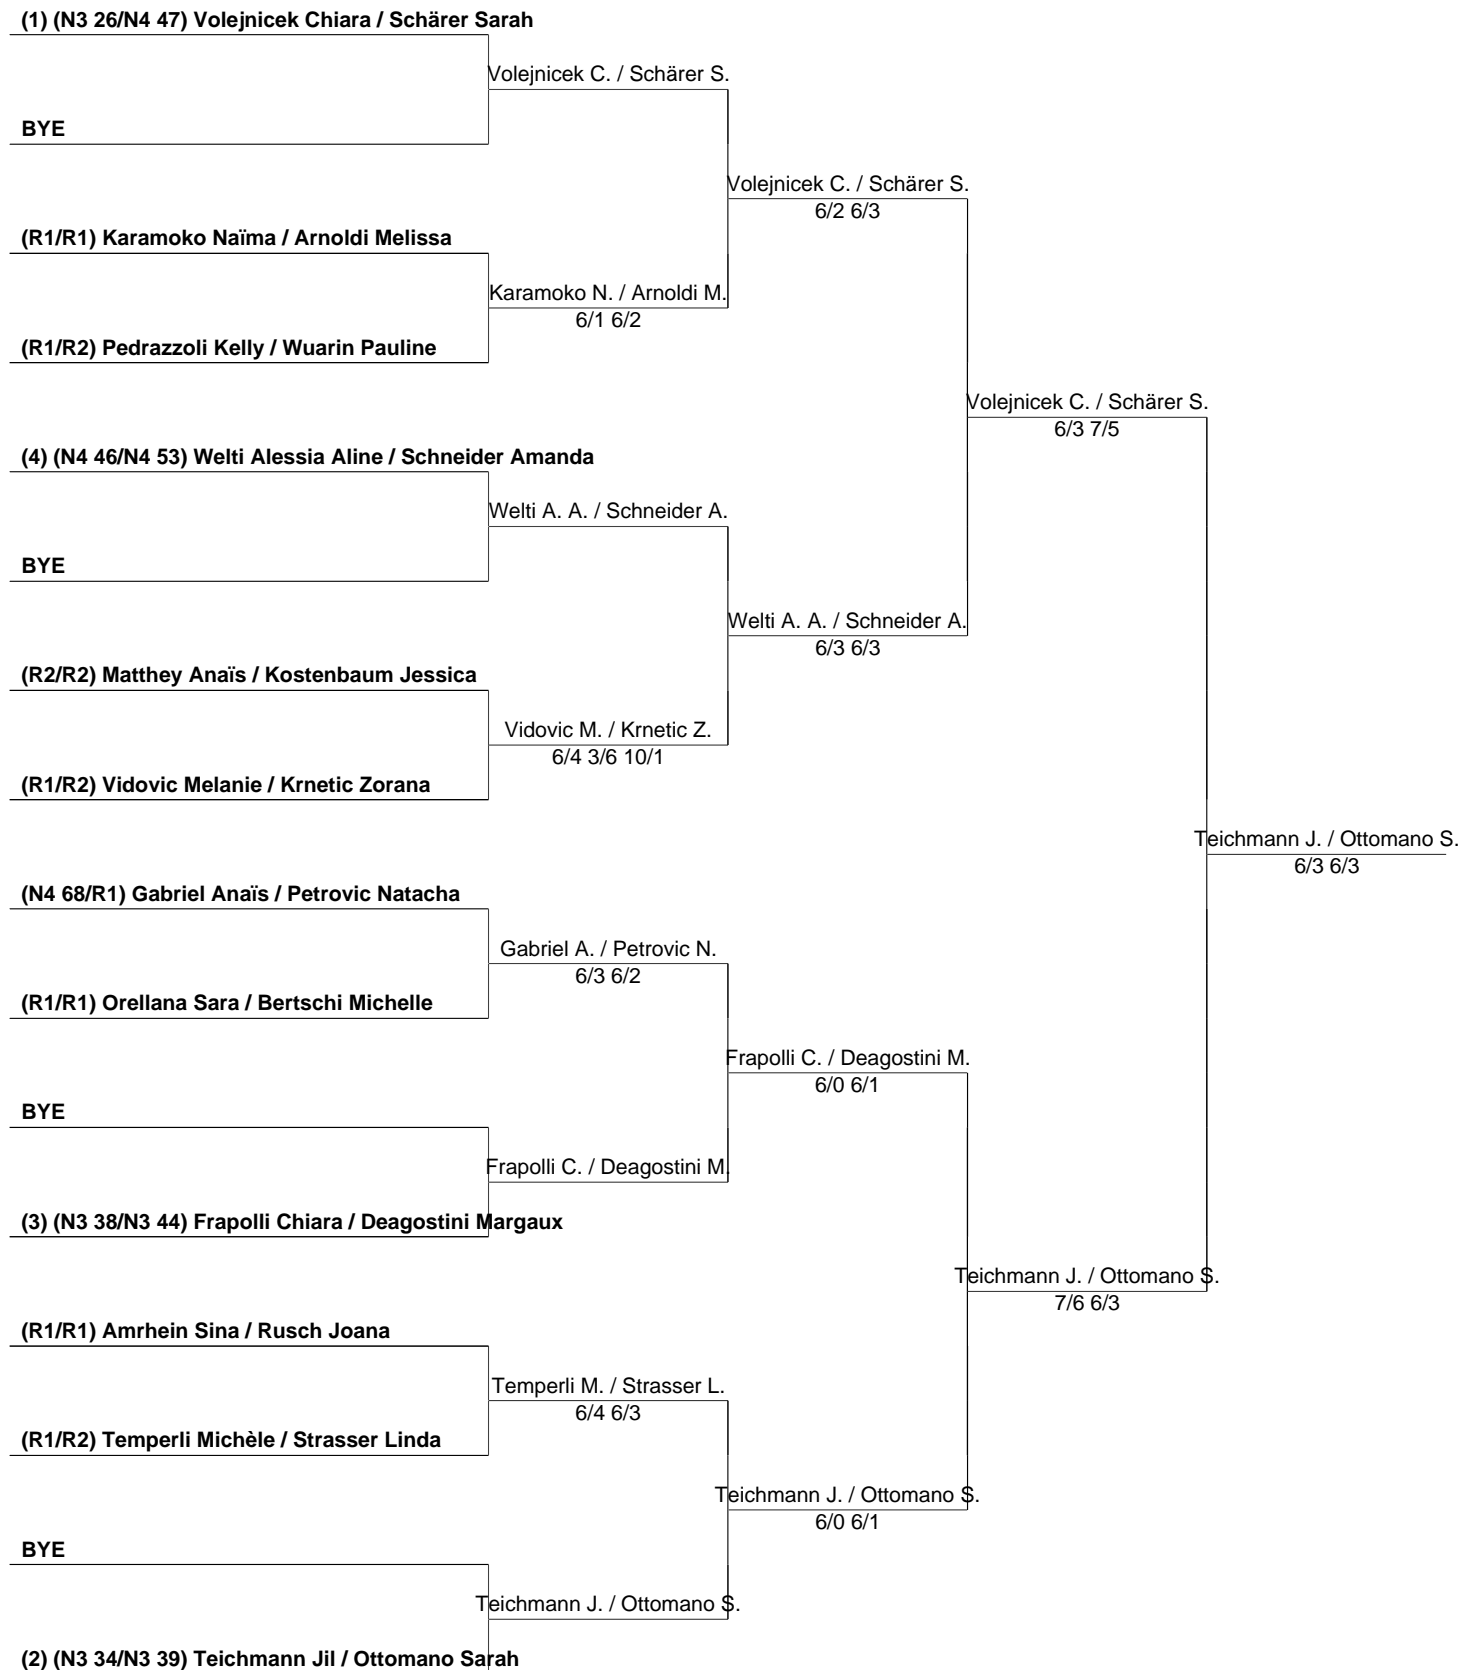 (1) (N3 26/N4 47) Volejnicek Chiara / Schärer Sarah
Volejnicek C. / Schärer S.
BYE
Volejnicek C. / Schärer S.
6/2 6/3
(R1/R1) Karamoko Naïma / Arnoldi Melissa
Karamoko N. / Arnoldi M.
6/1 6/2
(R1/R2) Pedrazzoli Kelly / Wuarin Pauline
Volejnicek C. / Schärer S.
6/3 7/5
(4) (N4 46/N4 53) Welti Alessia Aline / Schneider Amanda
Welti A. A. / Schneider A.
BYE
Welti A. A. / Schneider A.
6/3 6/3
(R2/R2) Matthey Anaïs / Kostenbaum Jessica
Vidovic M. / Krnetic Z.
6/4 3/6 10/1
(R1/R2) Vidovic Melanie / Krnetic Zorana
Teichmann J. / Ottomano S.
6/3 6/3
(N4 68/R1) Gabriel Anaïs / Petrovic Natacha
Gabriel A. / Petrovic N.
6/3 6/2
(R1/R1) Orellana Sara / Bertschi Michelle
Frapolli C. / Deagostini M.
6/0 6/1
BYE
Frapolli C. / Deagostini M.
(3) (N3 38/N3 44) Frapolli Chiara / Deagostini Margaux
Teichmann J. / Ottomano S.
7/6 6/3
(R1/R1) Amrhein Sina / Rusch Joana
Temperli M. / Strasser L.
6/4 6/3
(R1/R2) Temperli Michèle / Strasser Linda
Teichmann J. / Ottomano S.
6/0 6/1
BYE
Teichmann J. / Ottomano S.
(2) (N3 34/N3 39) Teichmann Jil / Ottomano Sarah